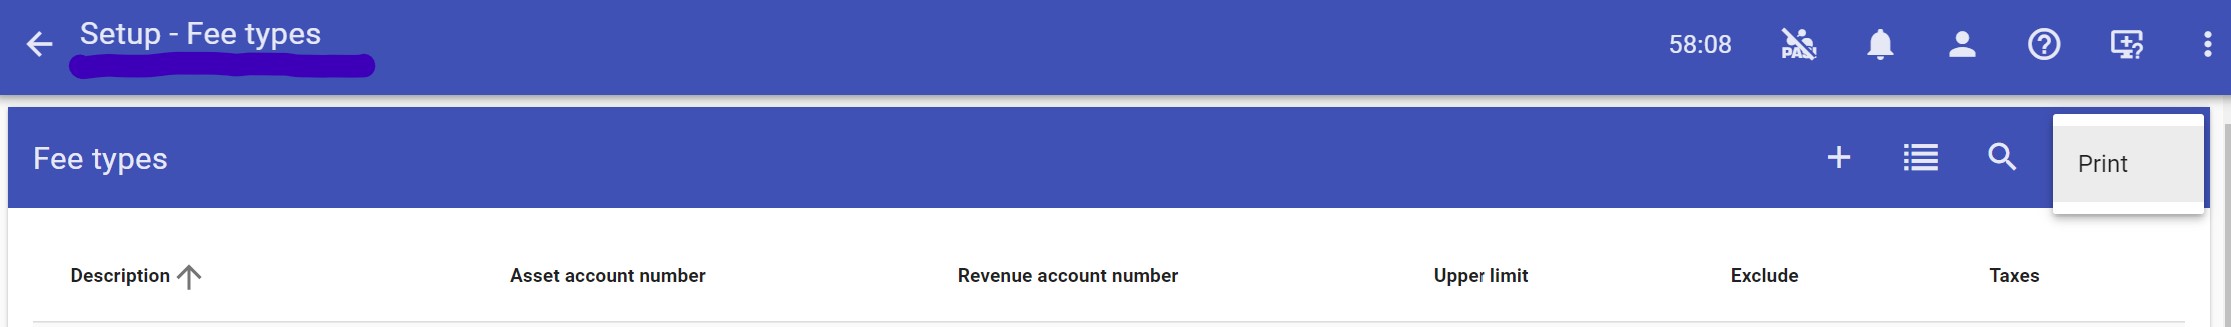 Setup - Fee types
58:08
PAS
Fee types
Print
Description
Asset account number
Revenue account number
Upper limit
Exclude
Taxes